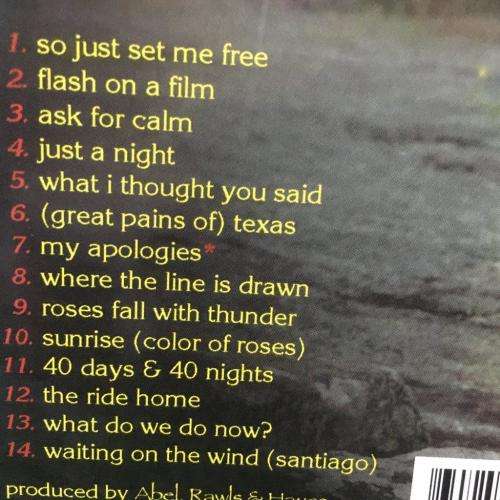 1. so just set me free
2. flash on a film
3. ask for calm
4. just a night
5. what i thought you said
6. (great pains of) texas
7. my apologies*
8. where the line is drawn
9. roses fall with thunder
10. sunrise (color of roses)
11. 40 days & 40 nights
12. the ride home
13. what do we do now?
14. waiting on the wind (santiago)
produced by Abel, Rawls &